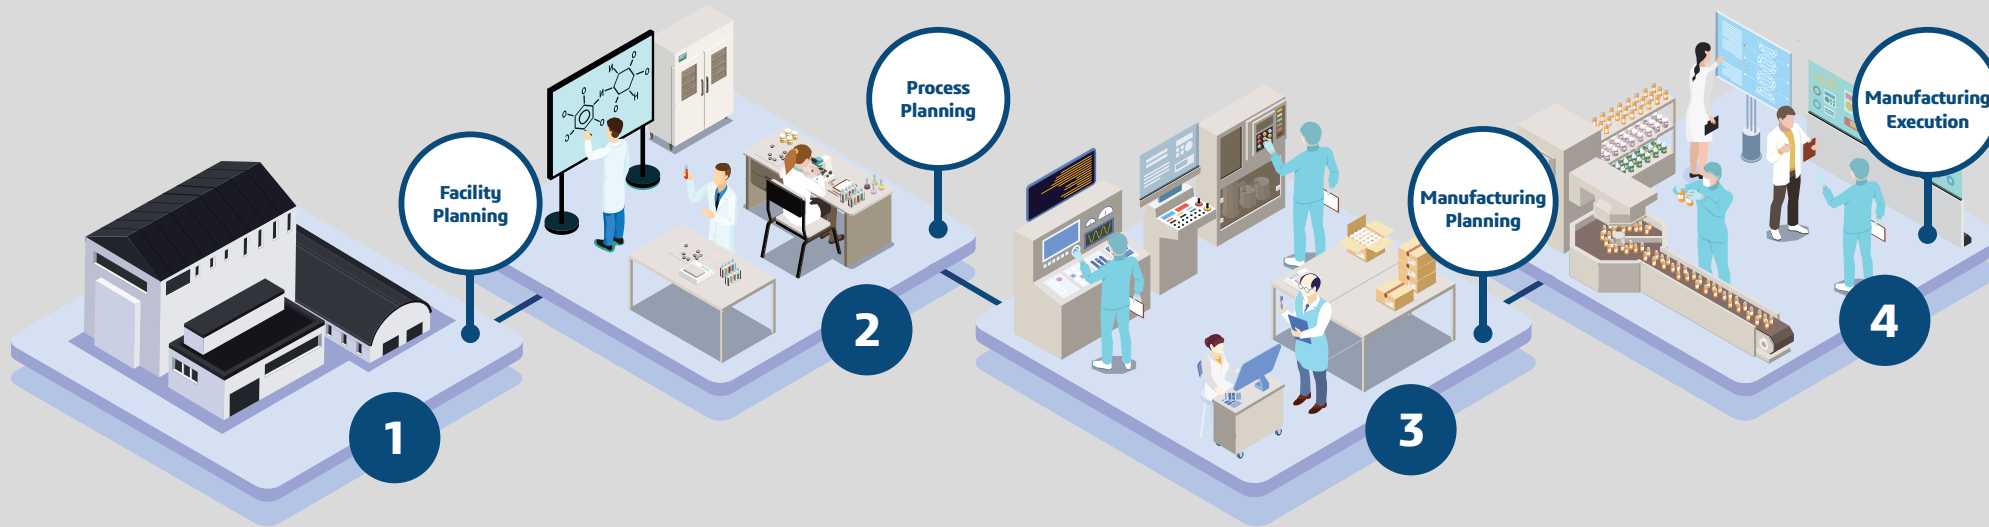 Facility
Planning
1
Process
Planning
2
Manufacturing
Planning
3
Manufacturing
Execution
4